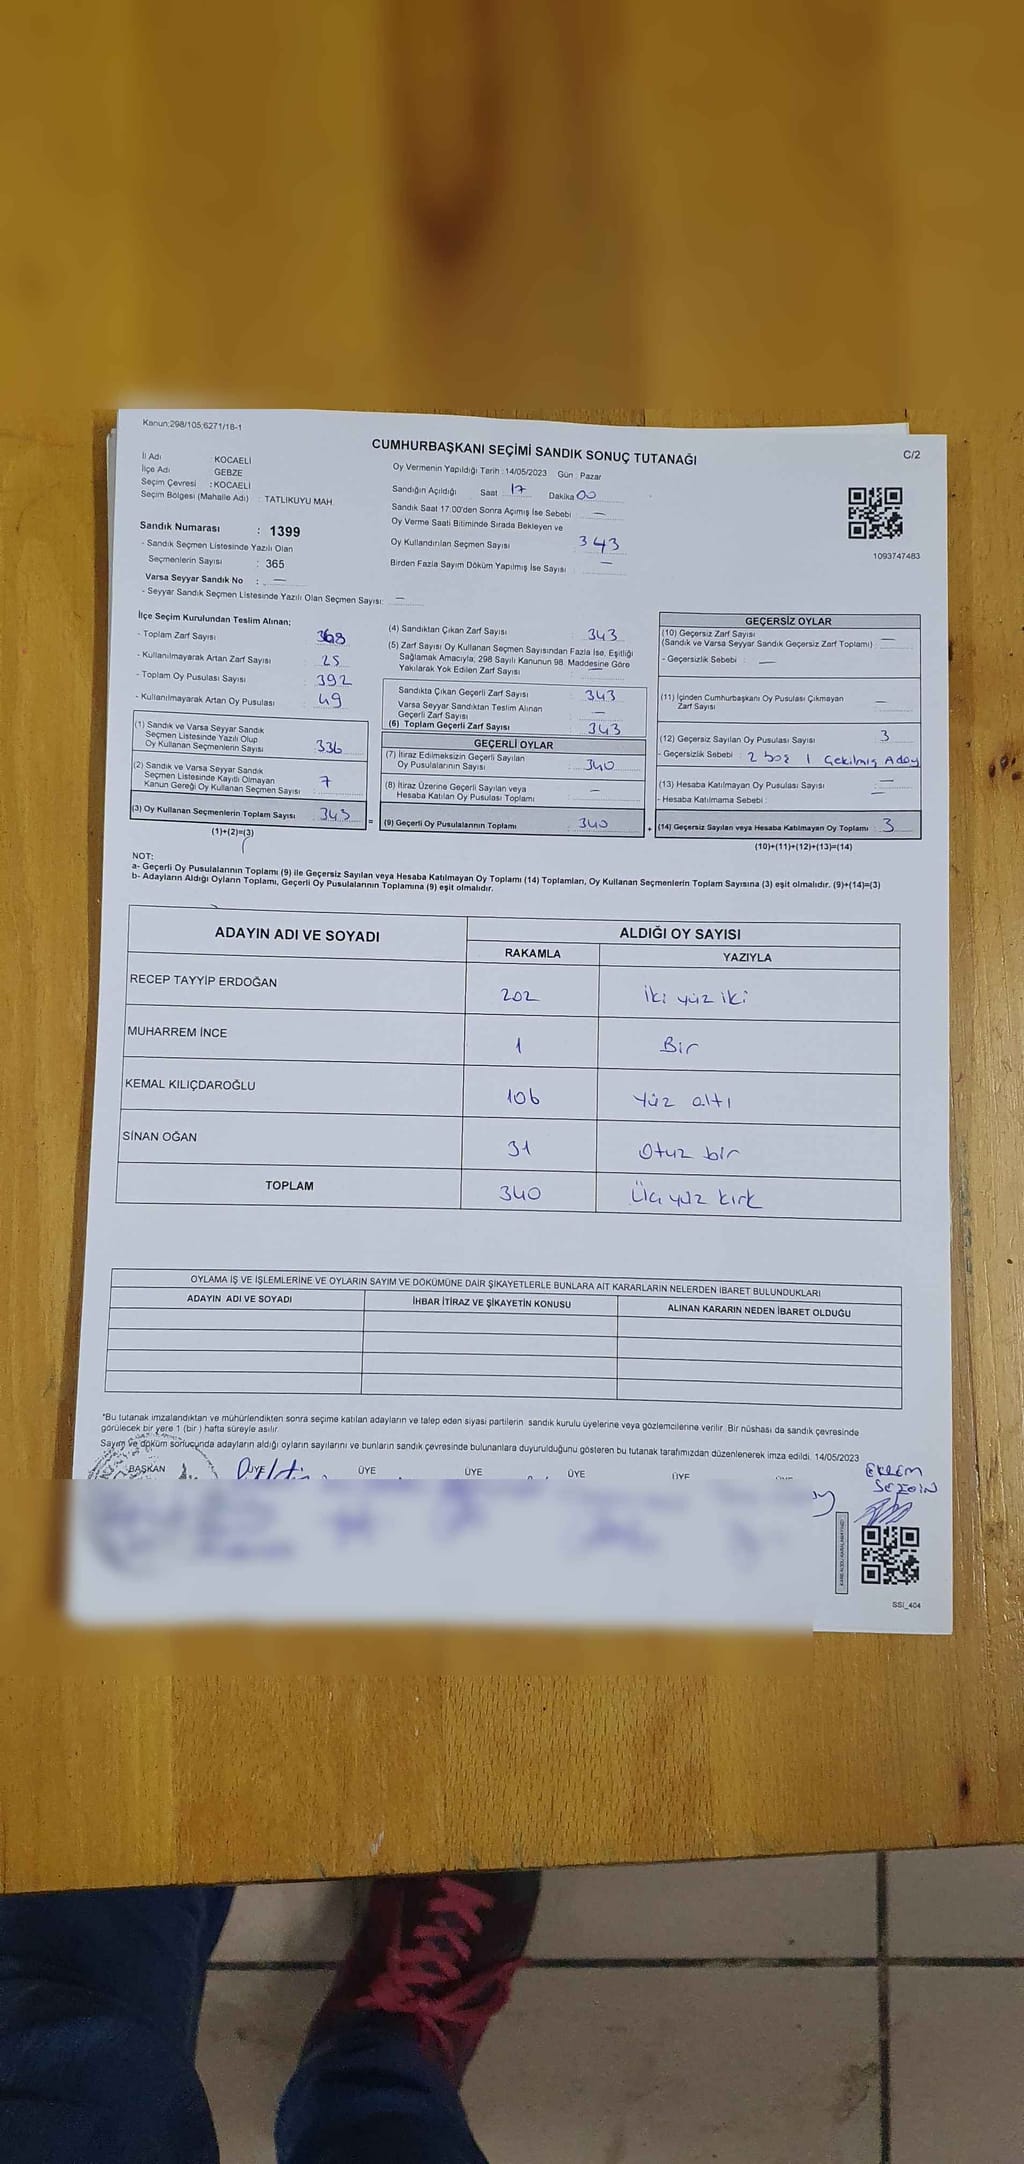 Kanun:298/105;6271/18-1
CUMHURBAŞKANI SEÇİMİ SANDIK SONUÇ TUTANAĞI
C/2
İl Adı KOCAELİ
İlçe Adı GEBZE
Seçim Çevresi : KOCAELİ
Seçim Bölgesi (Mahalle Adı) : TATLIKUYU MAH.
Sandık Numarası : 1399
- Sandık Seçmen Listesinde Yazılı Olan
Seçmenlerin Sayısı : 365
Varsa Seyyar Sandık No : —
- Seyyar Sandık Seçmen Listesinde Yazılı Olan Seçmen Sayısı: —
Oy Vermenin Yapıldığı Tarih : 14/05/2023 Gün : Pazar
Sandığın Açıldığı Saat 17 Dakika 00
Sandık Saat 17.00'den Sonra Açılmış İse Sebebi : —
Oy Verme Saati Bitiminde Sırada Bekleyen ve
Oy Kullandırılan Seçmen Sayısı : 343
Birden Fazla Sayım Döküm Yapılmış İse Sayısı : —
1093747483
İlçe Seçim Kurulundan Teslim Alınan;
- Toplam Zarf Sayısı : 368
- Kullanılmayarak Artan Zarf Sayısı : 25
- Toplam Oy Pusulası Sayısı : 392
- Kullanılmayarak Artan Oy Pusulası : 49
(1) Sandık ve Varsa Seyyar Sandık
Seçmen Listesinde Yazılı Olup
Oy Kullanan Seçmenlerin Sayısı : 336
(2) Sandık ve Varsa Seyyar Sandık
Seçmen Listesinde Kayıtlı Olmayan
Kanun Gereği Oy Kullanan Seçmen Sayısı : 7
(3) Oy Kullanan Seçmenlerin Toplam Sayısı : 343
(1)+(2)=(3)
(4) Sandıktan Çıkan Zarf Sayısı : 343
(5) Zarf Sayısı Oy Kullanan Seçmen Sayısından Fazla İse, Eşitliği
Sağlamak Amacıyla; 298 Sayılı Kanunun 98. Maddesine Göre
Yakılarak Yok Edilen Zarf Sayısı : —
Sandıkta Çıkan Geçerli Zarf Sayısı : 343
Varsa Seyyar Sandıktan Teslim Alınan
Geçerli Zarf Sayısı : —
(6) Toplam Geçerli Zarf Sayısı : 343
GEÇERLİ OYLAR
(7) İtiraz Edilmeksizin Geçerli Sayılan
Oy Pusulalarının Sayısı : 340
(8) İtiraz Üzerine Geçerli Sayılan veya
Hesaba Katılan Oy Pusulası Toplamı : —
= (9) Geçerli Oy Pusulalarının Toplamı : 340
GEÇERSİZ OYLAR
(10) Geçersiz Zarf Sayısı
(Sandık ve Varsa Seyyar Sandık Geçersiz Zarf Toplamı) : —
- Geçersizlik Sebebi : —
(11) İçinden Cumhurbaşkanı Oy Pusulası Çıkmayan
Zarf Sayısı : —
(12) Geçersiz Sayılan Oy Pusulası Sayısı : 3
- Geçersizlik Sebebi : 2 boş 1 Çekilmiş Aday
(13) Hesaba Katılmayan Oy Pusulası Sayısı : —
- Hesaba Katılmama Sebebi : —
+ (14) Geçersiz Sayılan veya Hesaba Katılmayan Oy Toplamı : 3
(10)+(11)+(12)+(13)=(14)
NOT:
a- Geçerli Oy Pusulalarının Toplamı (9) ile Geçersiz Sayılan veya Hesaba Katılmayan Oy Toplamı (14) Toplamları, Oy Kullanan Seçmenlerin Toplam Sayısına (3) eşit olmalıdır. (9)+(14)=(3)
b- Adayların Aldığı Oyların Toplamı, Geçerli Oy Pusulalarının Toplamına (9) eşit olmalıdır.
ADAYIN ADI VE SOYADI ALDIĞI OY SAYISI
RAKAMLA YAZIYLA
RECEP TAYYİP ERDOĞAN 202 İki yüz iki
MUHARREM İNCE 1 Bir
KEMAL KILIÇDAROĞLU 106 Yüz altı
SİNAN OĞAN 31 Otuz bir
TOPLAM 340 Üç yüz kırk
OYLAMA İŞ VE İŞLEMLERİNE VE OYLARIN SAYIM VE DÖKÜMÜNE DAİR ŞİKAYETLERLE BUNLARA AİT KARARLARIN NELERDEN İBARET BULUNDUKLARI
ADAYIN ADI VE SOYADI İHBAR İTİRAZ VE ŞİKAYETİN KONUSU ALINAN KARARIN NEDEN İBARET OLDUĞU
*Bu tutanak imzalandıktan ve mühürlendikten sonra seçime katılan adayların ve talep eden siyasi partilerin sandık kurulu üyelerine veya gözlemcilerine verilir. Bir nüshası da sandık çevresinde
görülecek bir yere 1 (bir ) hafta süreyle asılır.
Sayım ve döküm sonucunda adayların aldığı oyların sayılarını ve bunların sandık çevresinde bulunanlara duyurulduğunu gösteren bu tutanak tarafımızdan düzenlenerek imza edildi. 14/05/2023
BAŞKAN ÜYE ÜYE ÜYE ÜYE ÜYE
EKREM
SEZGİN
SSI_404